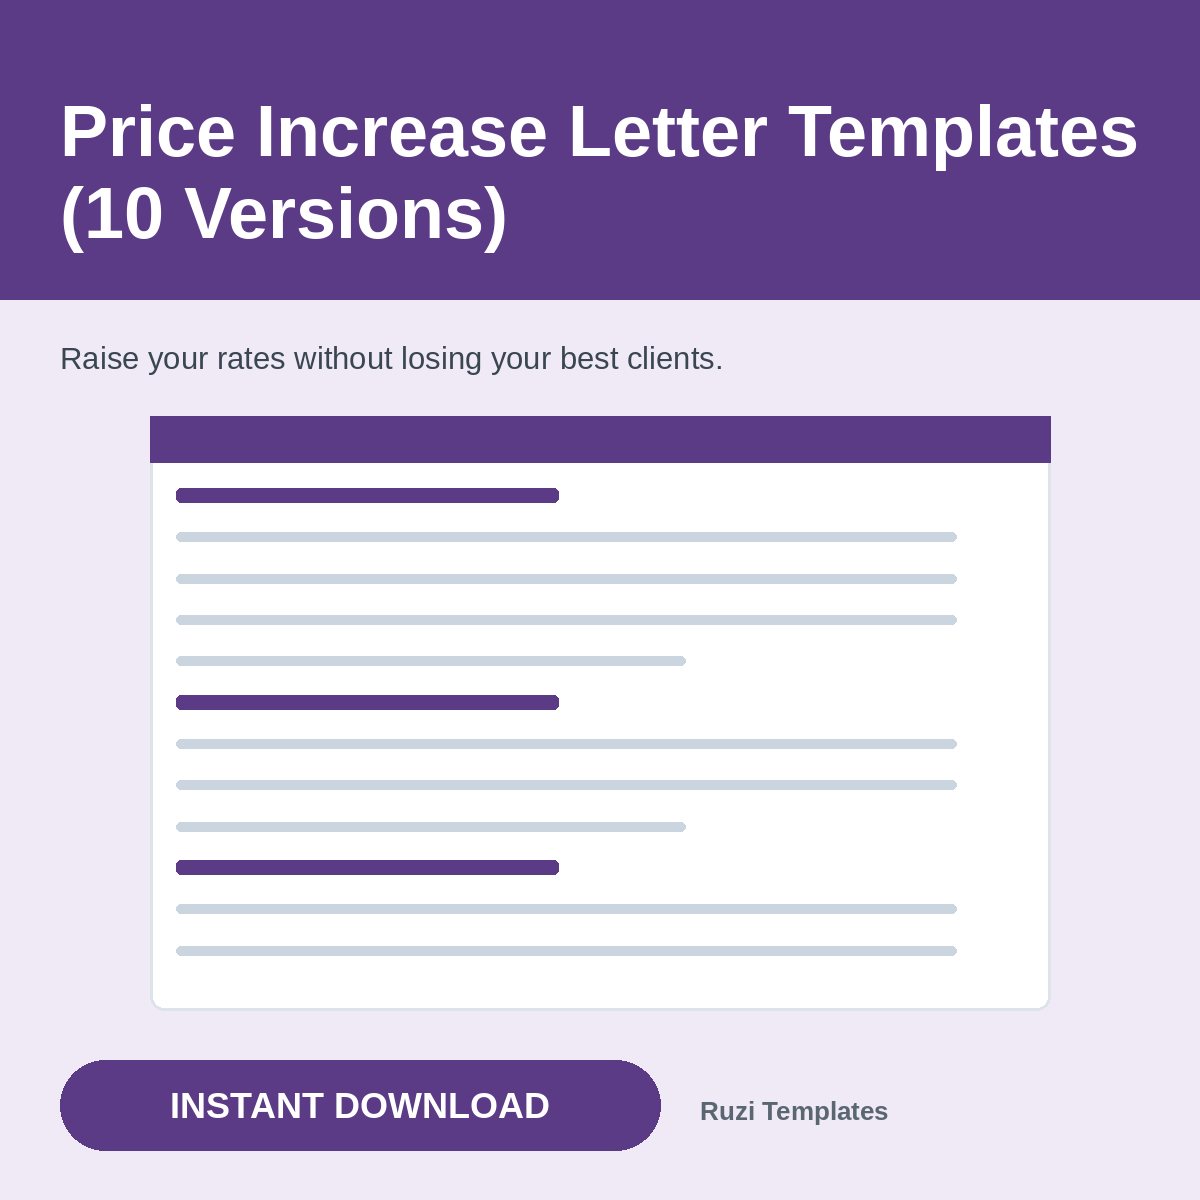 Price Increase Letter Templates
(10 Versions)
Raise your rates without losing your best clients.
INSTANT DOWNLOAD
Ruzi Templates